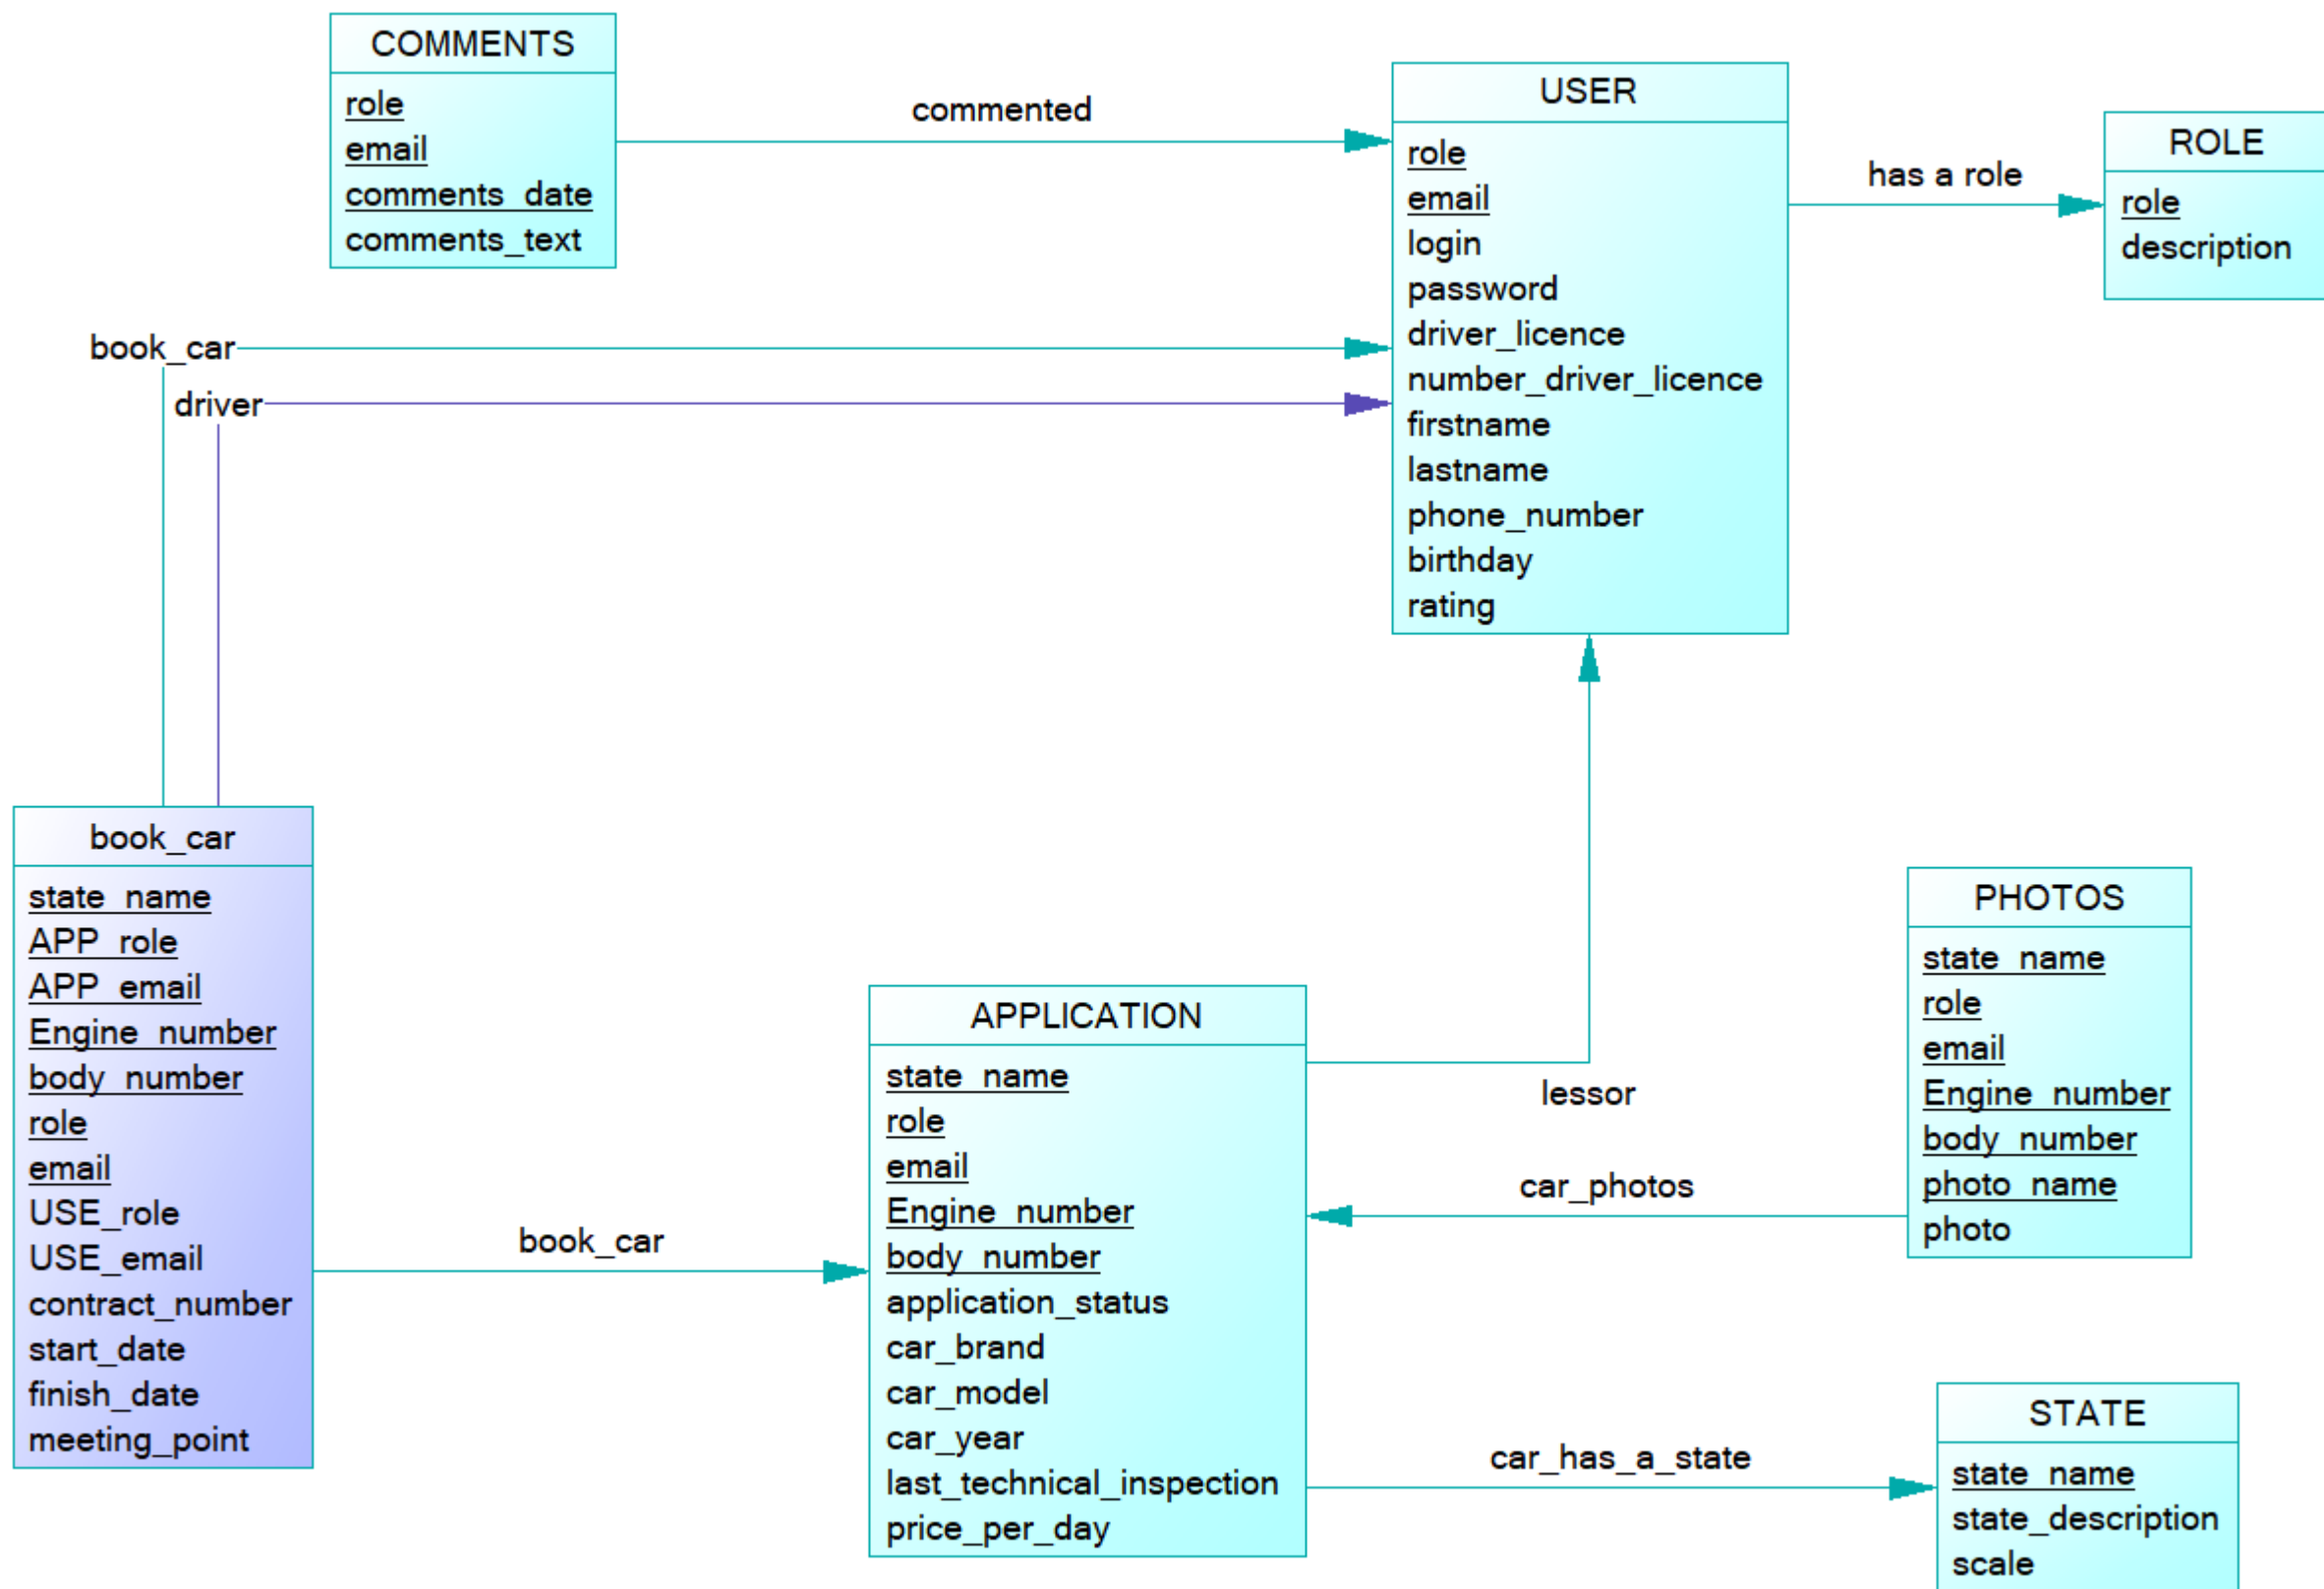 COMMENTS
role
email
comments_date
comments_text
commented
USER
role
email
login
password
driver_licence
number_driver_licence
firstname
lastname
phone_number
birthday
rating
has a role
ROLE
role
description
book_car
driver
book_car
state_name
APP_role
APP_email
Engine_number
body_number
role
email
USE_role
USE_email
contract_number
start_date
finish_date
meeting_point
book_car
APPLICATION
state_name
role
email
Engine_number
body_number
application_status
car_brand
car_model
car_year
last_technical_inspection
price_per_day
lessor
car_photos
PHOTOS
state_name
role
email
Engine_number
body_number
photo_name
photo
car_has_a_state
STATE
state_name
state_description
scale